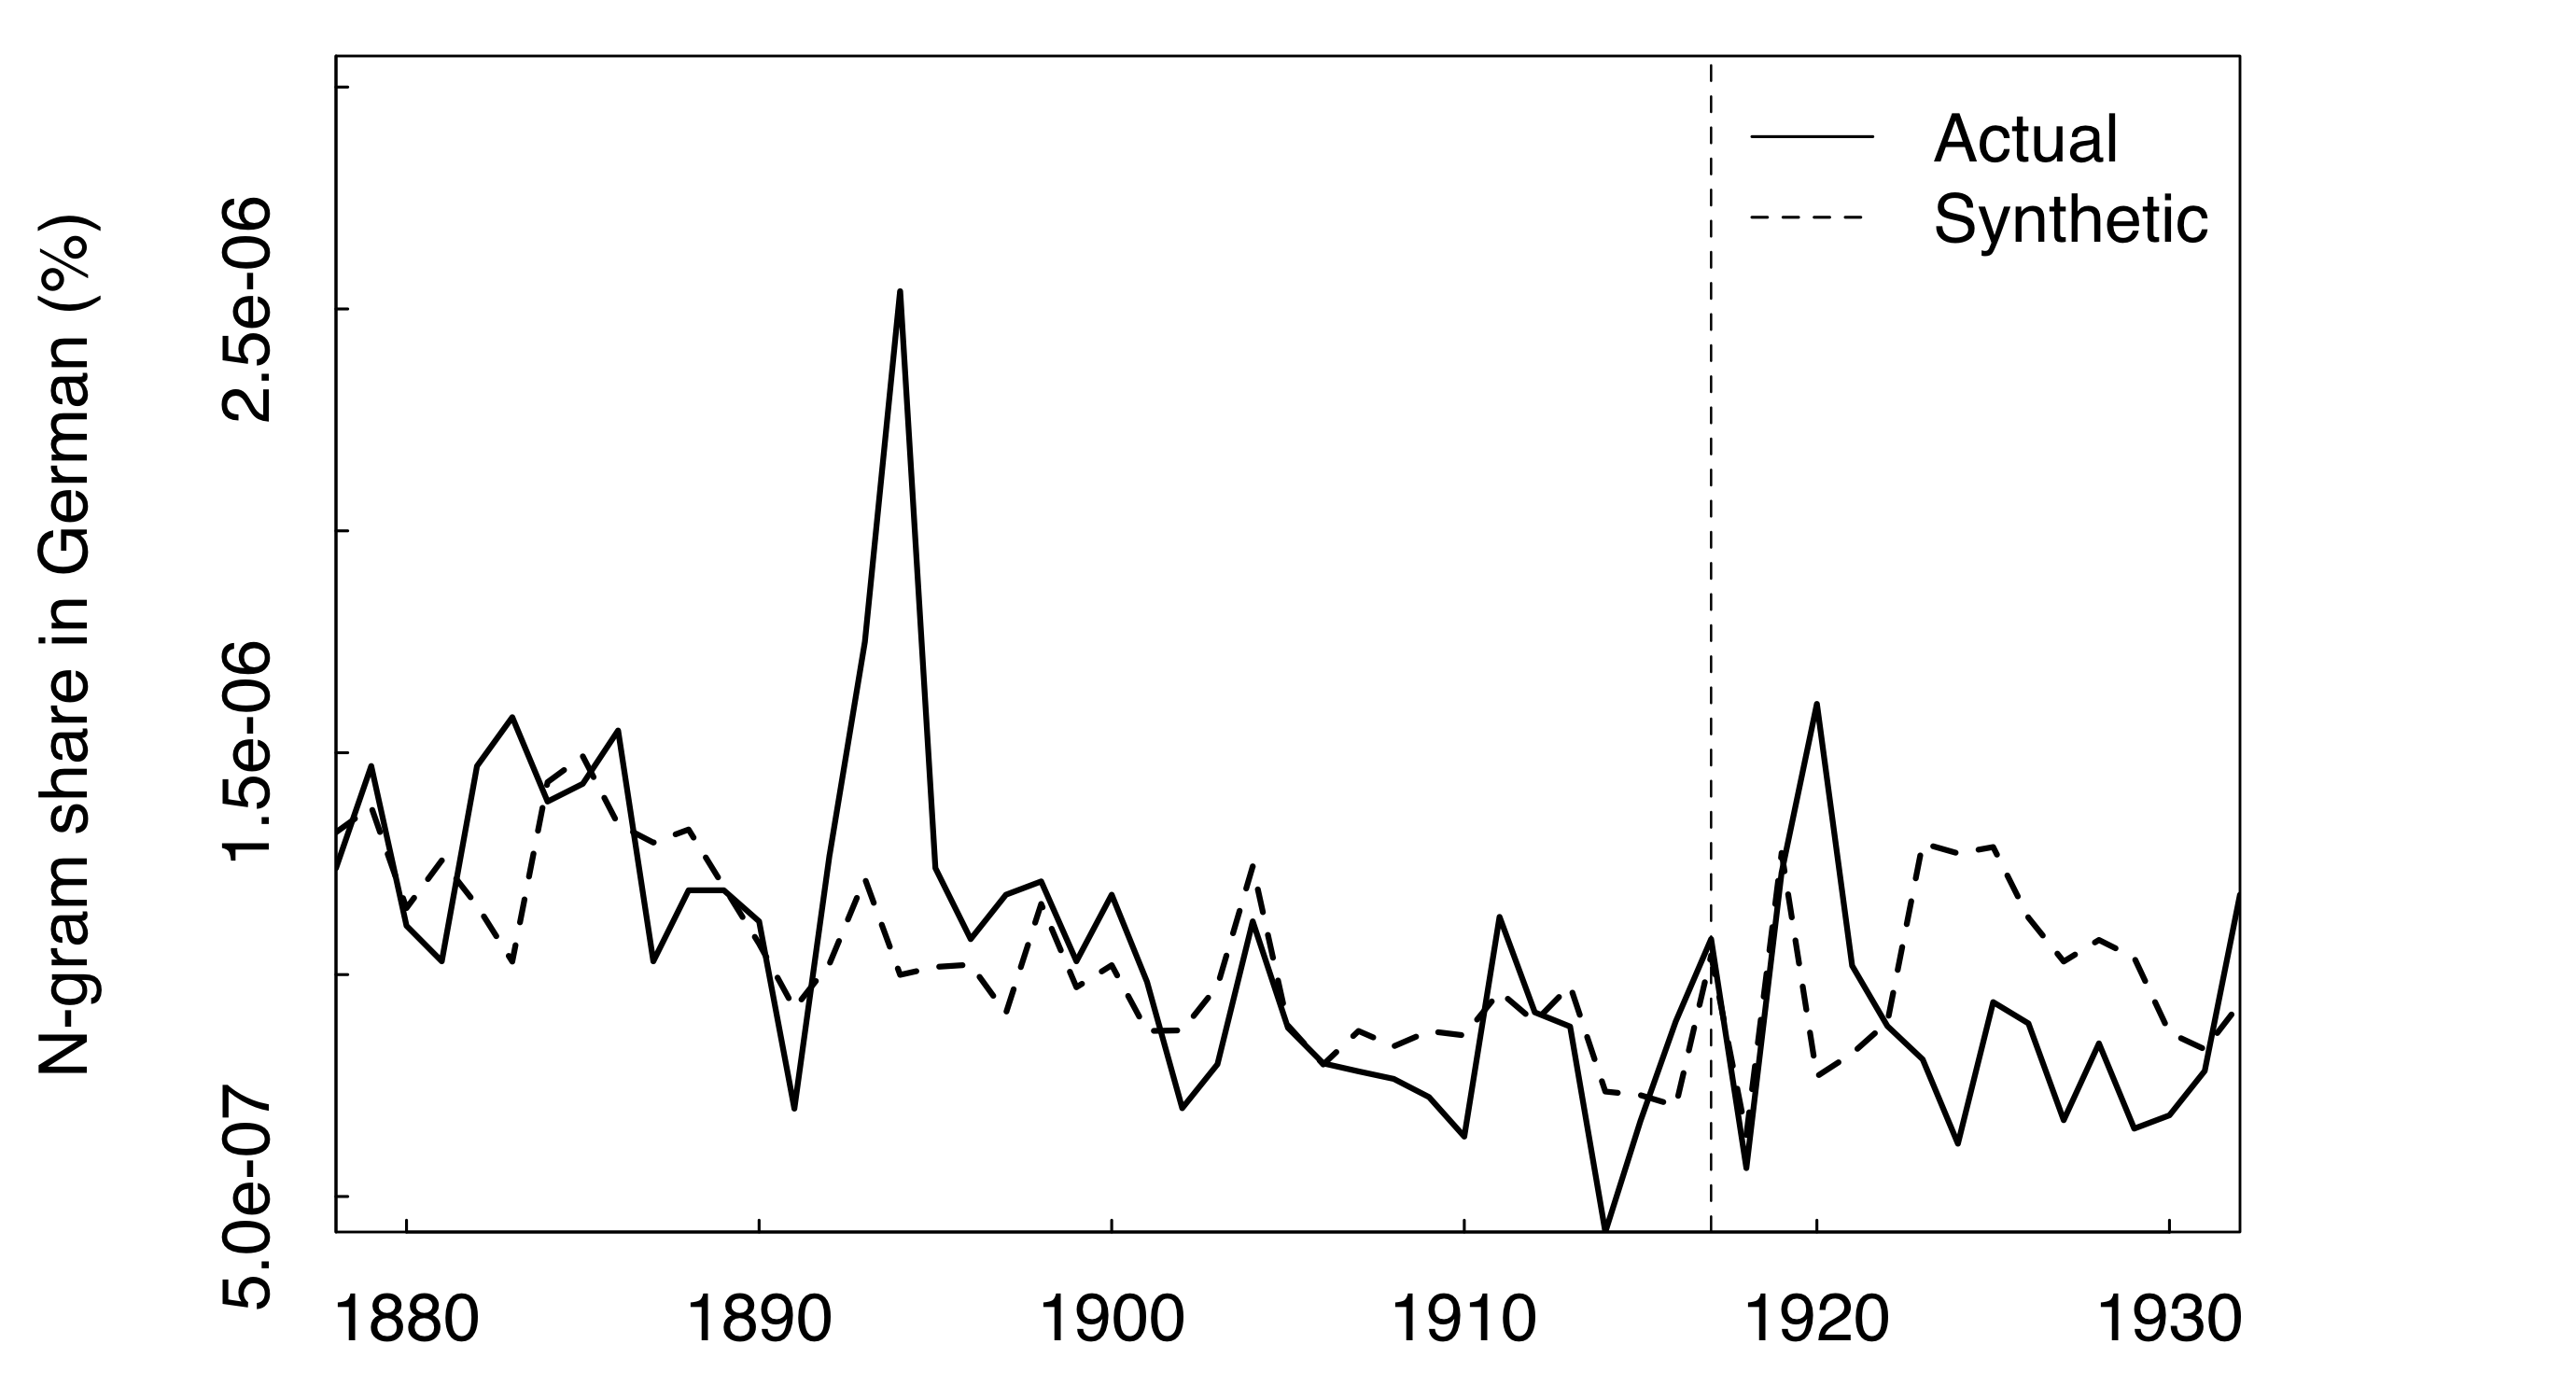 N-gram share in German (%)
2.5e-06
1.5e-06
5.0e-07
Actual
Synthetic
1880 1890 1900 1910 1920 1930